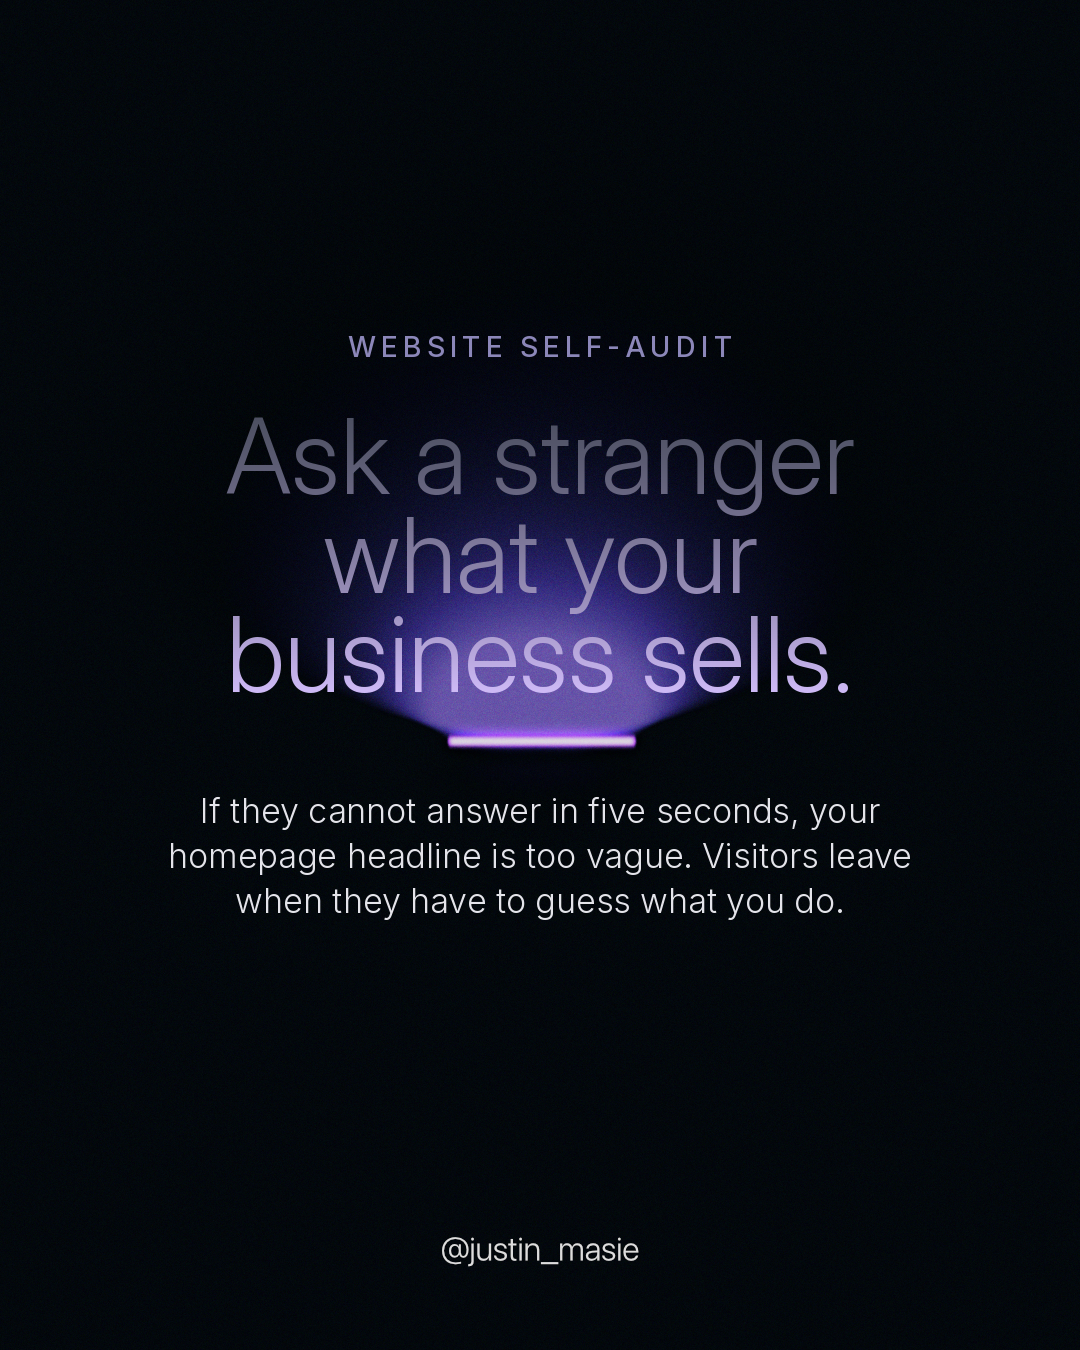 WEBSITE SELF-AUDIT
Ask a stranger
what your
business sells.
If they cannot answer in five seconds, your
homepage headline is too vague. Visitors leave
when they have to guess what you do.
@justin_masie